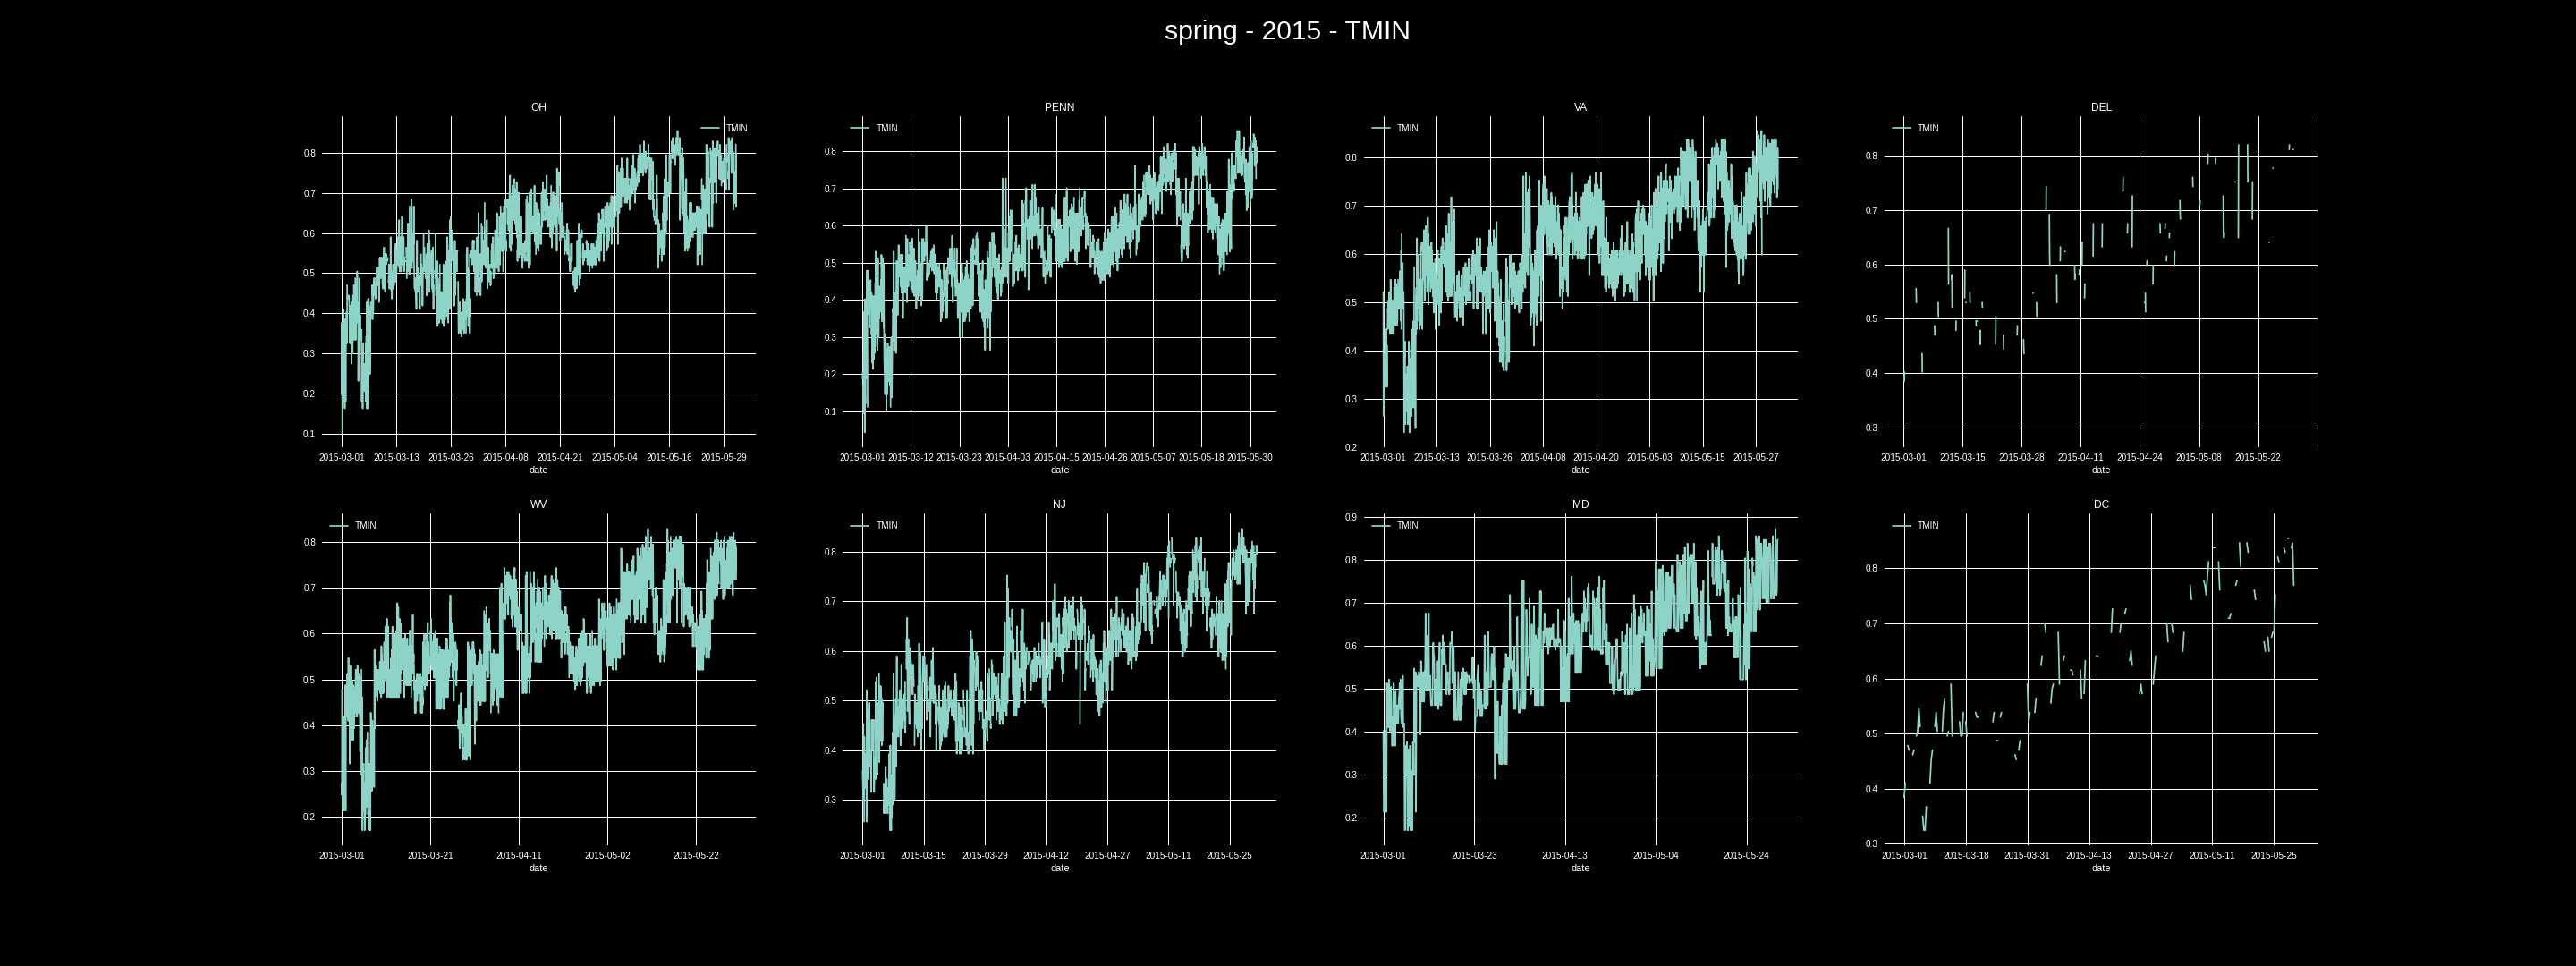 spring - 2015 - TMIN
OH
TMIN
0.8
0.7
0.6
0.5
0.4
0.3
0.2
0.1
2015-03-01 2015-03-13 2015-03-26 2015-04-08 2015-04-21 2015-05-04 2015-05-16 2015-05-29
date
PENN
TMIN
0.8
0.7
0.6
0.5
0.4
0.3
0.2
0.1
2015-03-01 2015-03-12 2015-03-23 2015-04-03 2015-04-15 2015-04-26 2015-05-07 2015-05-18 2015-05-30
date
VA
TMIN
0.8
0.7
0.6
0.5
0.4
0.3
0.2
2015-03-01 2015-03-13 2015-03-26 2015-04-08 2015-04-20 2015-05-03 2015-05-15 2015-05-27
date
DEL
TMIN
0.8
0.7
0.6
0.5
0.4
0.3
2015-03-01 2015-03-15 2015-03-28 2015-04-11 2015-04-24 2015-05-08 2015-05-22
date
WV
TMIN
0.8
0.7
0.6
0.5
0.4
0.3
0.2
2015-03-01 2015-03-21 2015-04-11 2015-05-02 2015-05-22
date
NJ
TMIN
0.8
0.7
0.6
0.5
0.4
0.3
2015-03-01 2015-03-15 2015-03-29 2015-04-12 2015-04-27 2015-05-11 2015-05-25
date
MD
TMIN
0.9
0.8
0.7
0.6
0.5
0.4
0.3
0.2
2015-03-01 2015-03-23 2015-04-13 2015-05-04 2015-05-24
date
DC
TMIN
0.8
0.7
0.6
0.5
0.4
0.3
2015-03-01 2015-03-18 2015-03-31 2015-04-13 2015-04-27 2015-05-11 2015-05-25
date